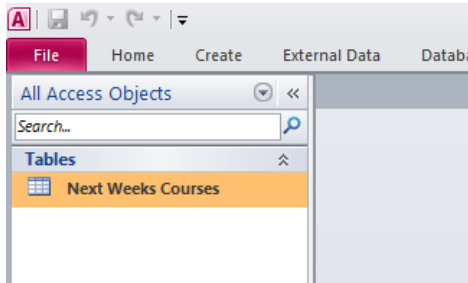 A
File Home Create External Data Databa
All Access Objects
Search...
Tables
Next Weeks Courses